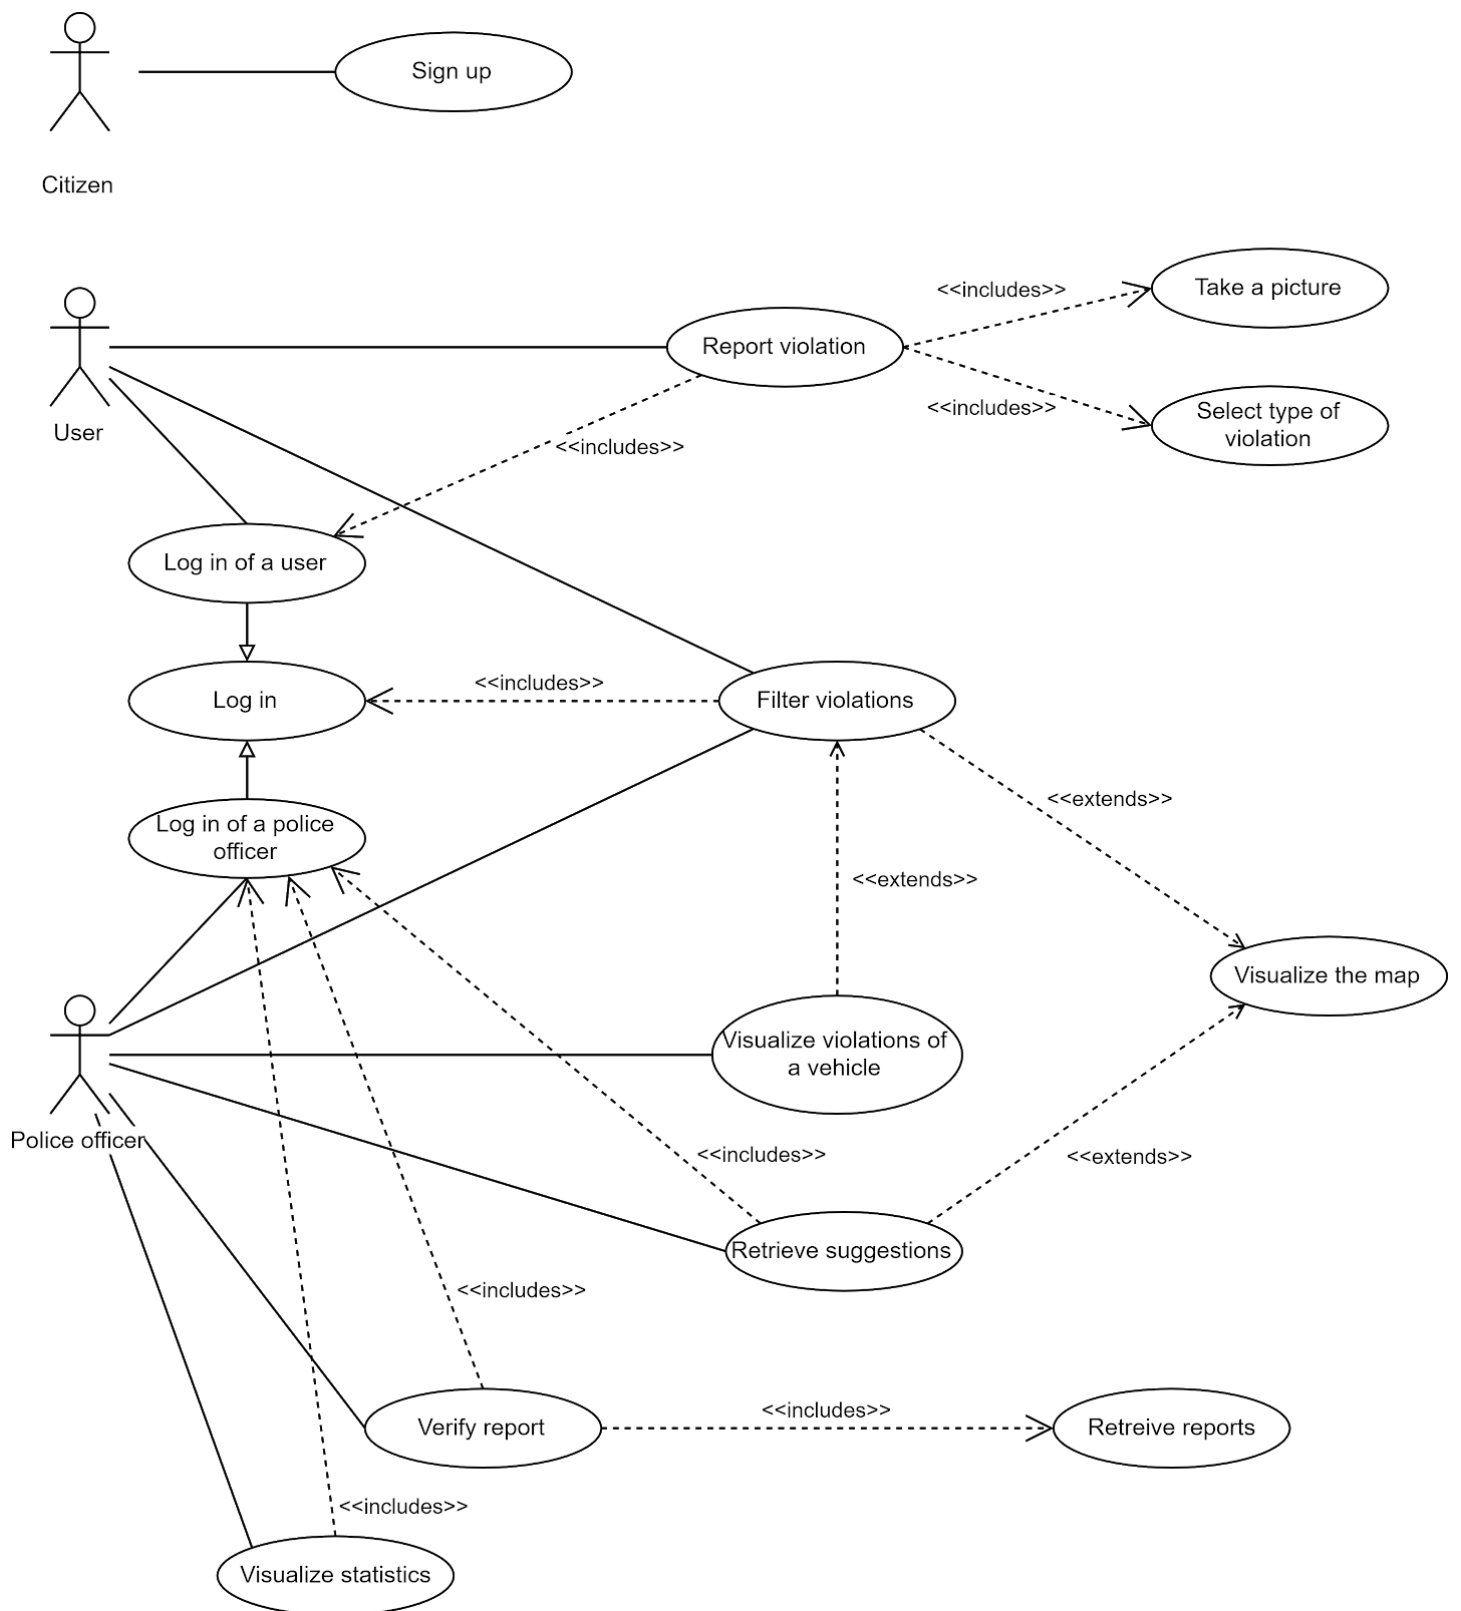 Sign up
Citizen
<<includes>>
Take a picture
Report violation
<<includes>>
Select type of
violation
User
<<includes>>
Log in of a user
<<includes>>
Log in
Filter violations
<<extends>>
Log in of a police
officer
<<extends>>
Visualize the map
Visualize violations of
a vehicle
Police officer
<<includes>>
<<extends>>
Retrieve suggestions
<<includes>>
<<includes>>
Verify report
Retreive reports
<<includes>>
Visualize statistics